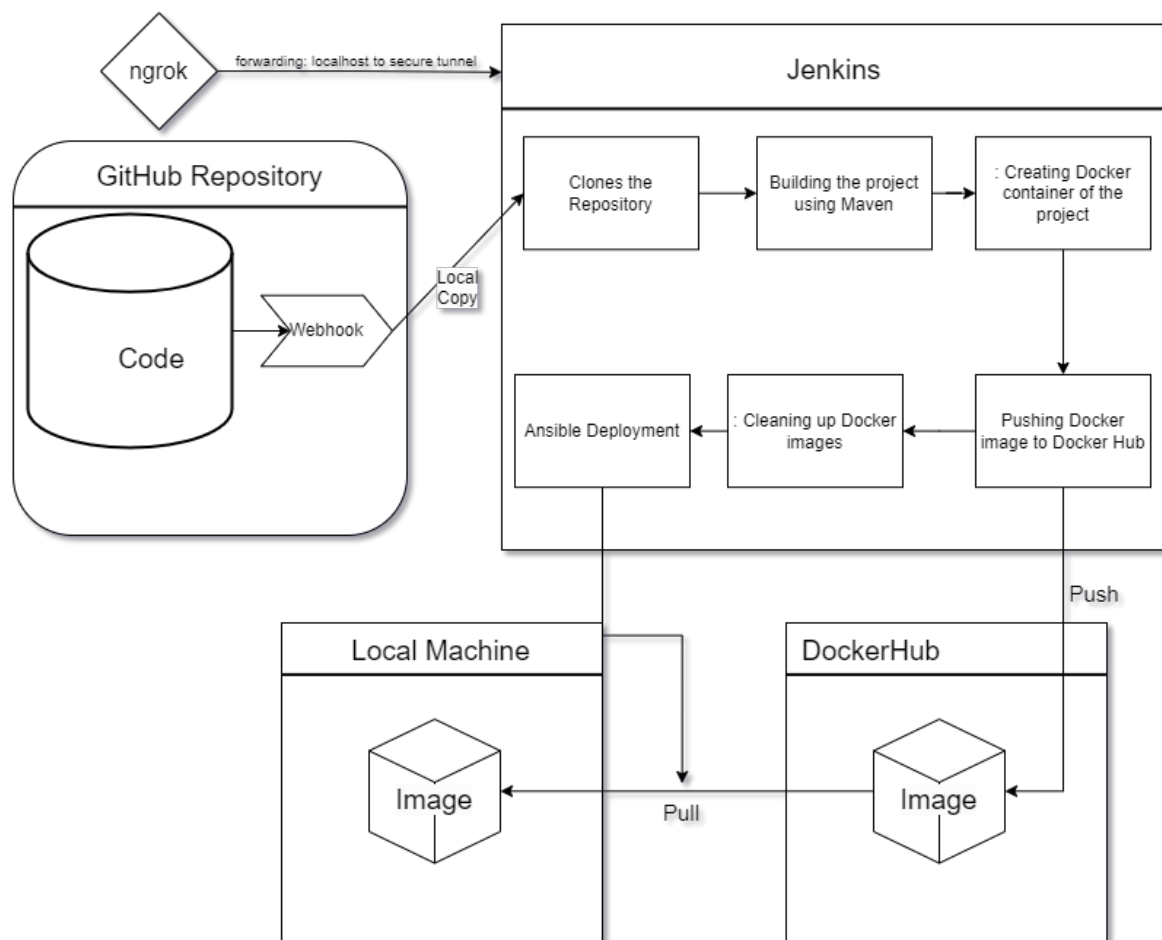 ngrok
forwarding: localhost to secure tunnel
Jenkins
GitHub Repository
Code
Webhook
Local
Copy
Clones the
Repository
Building the project
using Maven
: Creating Docker
container of the
project
Ansible Deployment
: Cleaning up Docker
images
Pushing Docker
image to Docker Hub
Push
Local Machine
DockerHub
Image
Pull
Image